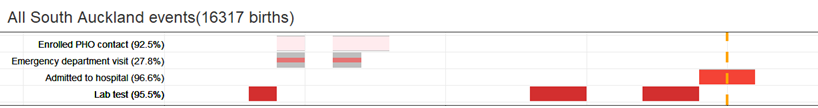 All South Auckland events(16317 births)
Enrolled PHO contact (92.5%)
Emergency department visit (27.8%)
Admitted to hospital (96.6%)
Lab test (95.5%)